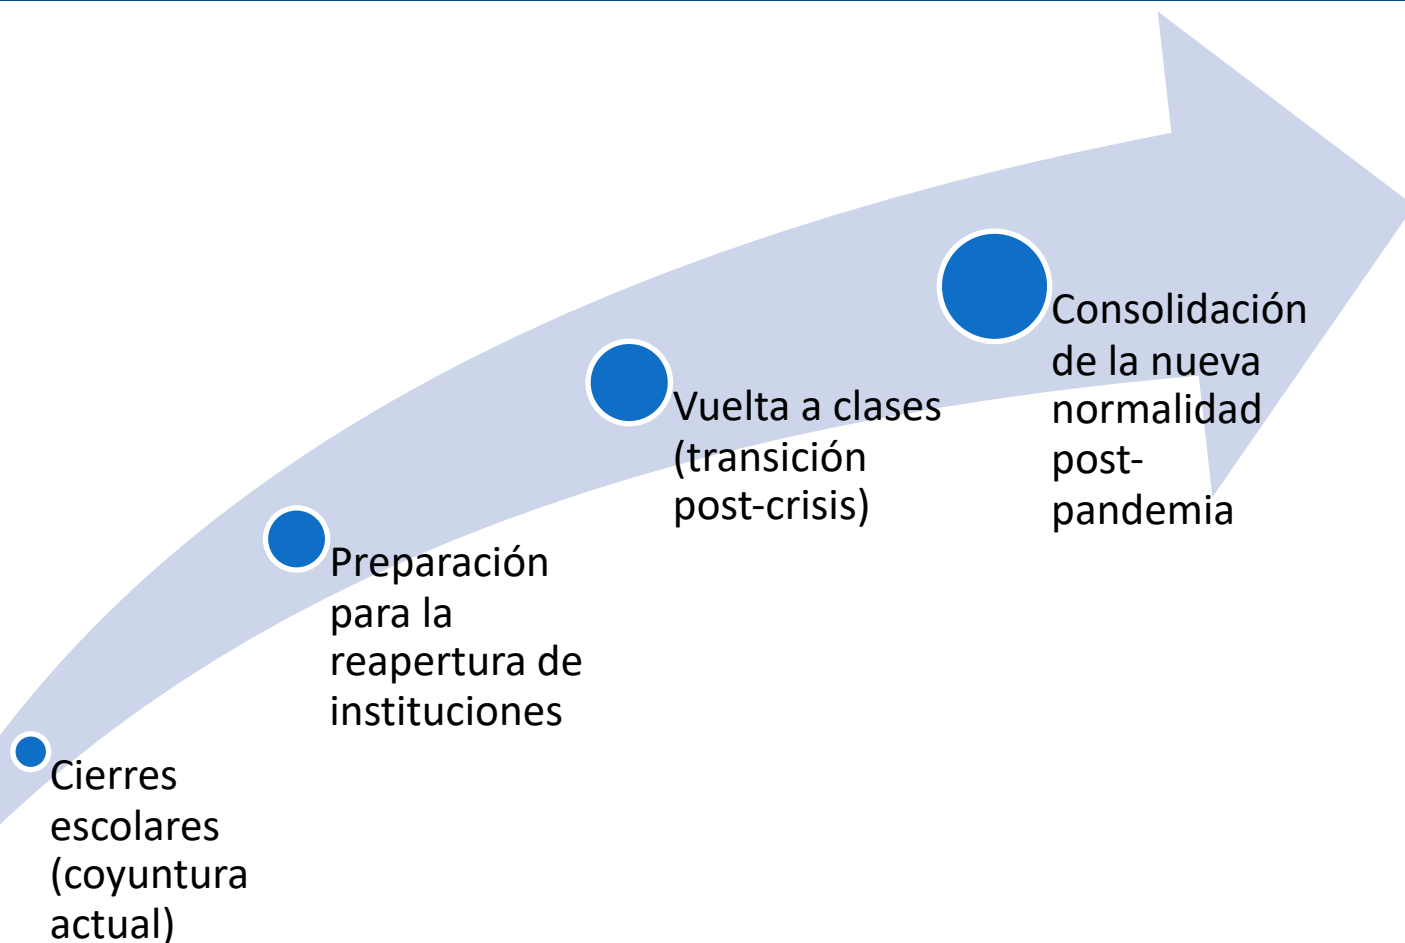 Cierres
escolares
(coyuntura
actual)
Preparación
para la
reapertura de
instituciones
Vuelta a clases
(transición
post-crisis)
Consolidación
de la nueva
normalidad
post-
pandemia